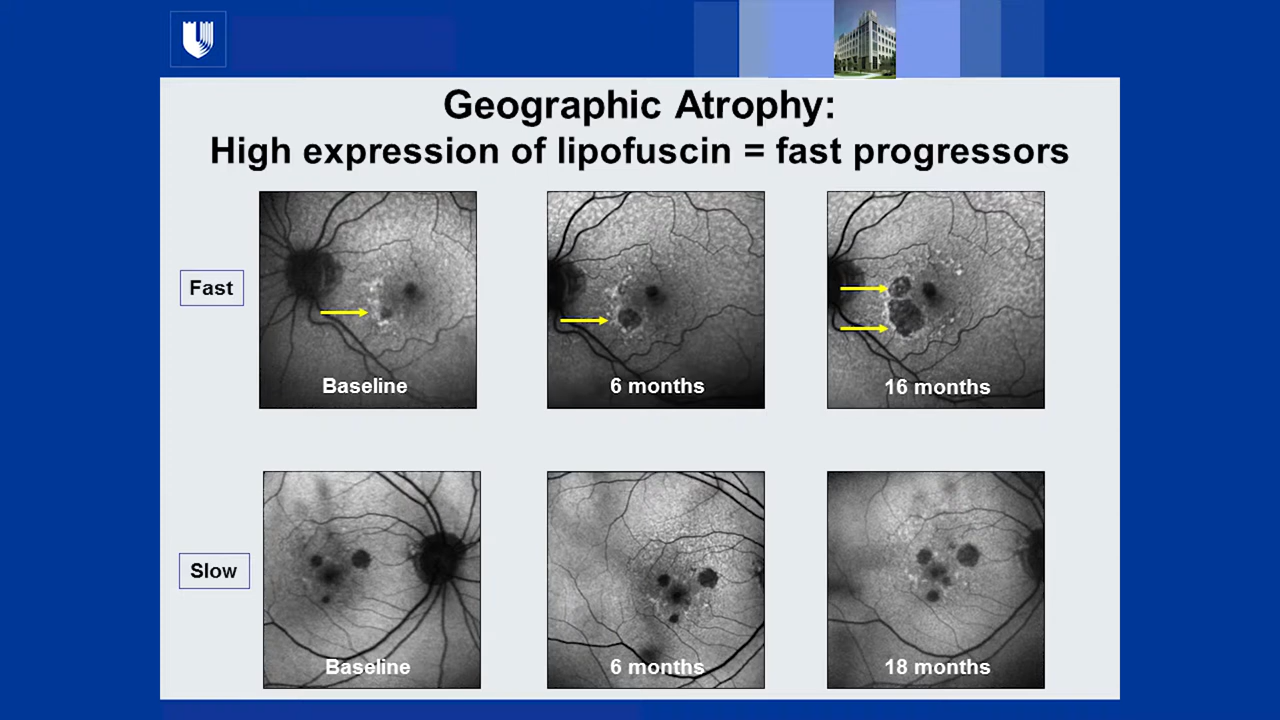 Geographic Atrophy:
High expression of lipofuscin = fast progressors
Fast
Baseline
6 months
16 months
Slow
Baseline
6 months
18 months